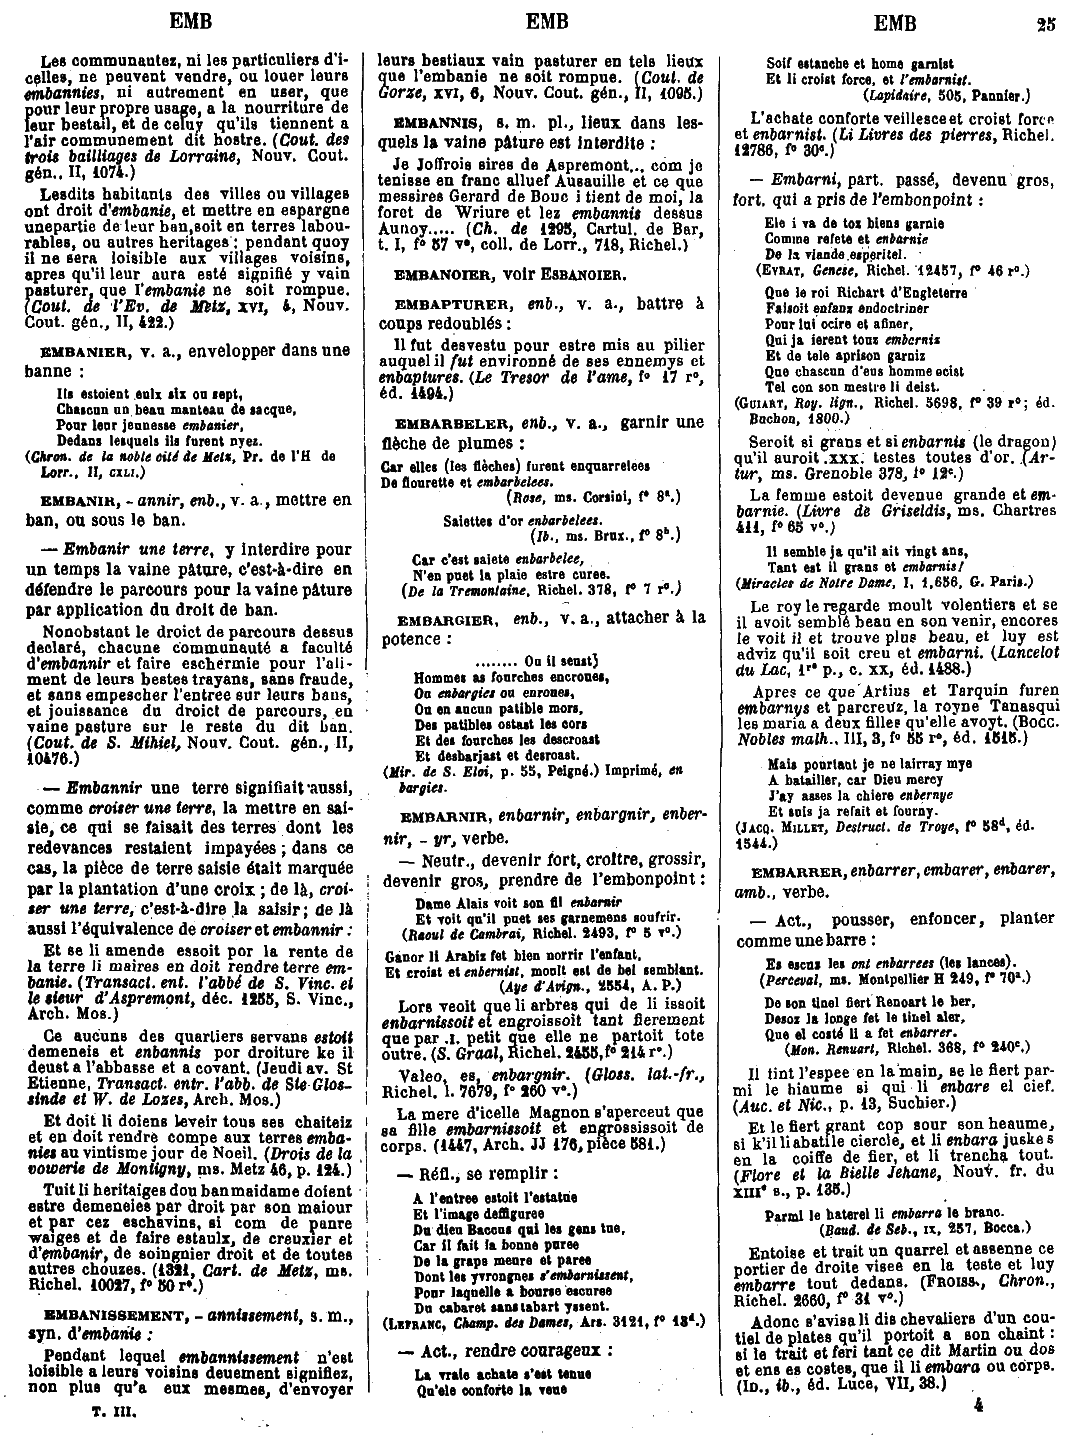 EMB
EMB
EMB
25
Les communautez, ni les particuliers d'i-
celles, ne peuvent vendre, ou louer leurs
embannies, ni autrement en user, que
pour leur propre usage, a la nourriture de
leur bestail, et de celuy qu'ils tiennent a
l'air communement dit hostre. (Cout. des
trois bailliages de Lorraine, Nouv. Cout.
gén., II, 1074.)
Lesdits habitants des villes ou villages
ont droit d'embanie, et mettre en espargne
unepartie de leur ban, soit en terres labou-
rables, ou autres heritages ; pendant quoy
il ne sera loisible aux villages voisins,
apres qu'il leur aura esté signifié y vain
pasturer, que l'embanie ne soit rompue.
(Cout. de l'Ev. de Metz, XVI, 4, Nouv.
Cout. gén., II, 422.)
EMBANIER, v. a., envelopper dans une
banne :
Ils estoient eulx six ou sept,
Chascun un beau manteau de sacque,
Pour leur jeunesse embanier,
Dedans lesquels ils furent nyez.
(Chron. de la noble cité de Metz, Pr. de l'H de
Lorr., II, CXLI.)
EMBANIR, - annir, enb., v. a., mettre en
ban, ou sous le ban.
— Embanir une terre, y interdire pour
un temps la vaine pâture, c'est-à-dire en
défendre le parcours pour la vaine pâture
par application du droit de ban.
Nonobstant le droict de parcours dessus
declaré, chacune communauté a faculté
d'embannir et faire eschermie pour l'ali-
ment de leurs bestes trayans, sans fraude,
et sans empescher l'entree sur leurs bans,
et jouissance du droict de parcours, en
vaine pasture sur le reste du dit ban.
(Cout. de S. Mihiel, Nouv. Cout. gén., II,
10476.)
— Embannir une terre signifiait aussi,
comme croiser une terre, la mettre en sai-
sie, ce qui se faisait des terres dont les
redevances restaient impayées ; dans ce
cas, la pièce de terre saisie était marquée
par la plantation d'une croix ; de là, croi-
ser une terre, c'est-à-dire la saisir ; de là
aussi l'équivalence de croiser et embannir :
Et se li amende essoit por la rente de
la terre li maires en doit rendre terre em-
banie. (Transact. ent. l'abbé de S. Vinc. et
le sieur d'Aspremont, déc. 1255, S. Vinc.,
Arch. Mos.)
Ce aucuns des quarliers servans estoit
demeneis et enbannis por droiture ke il
deust a l'abbasse et a covant. (Jeudi av. St
Etienne, Transact. entr. l'abb. de Ste Glos-
sinde et W. de Lozes, Arch. Mos.)
Et doit li doiens leveir tous ses chaiteiz
et en doit rendre compe aux terres emba-
nies au vintisme jour de Noeil. (Drois de la
vowerie de Montigny, ms. Metz 46, p. 124.)
Tuit li heritaiges dou ban maidame doient
estre demeneies par droit par son maiour
et par cez eschavins, si com de panre
waiges et de faire estaulx, de creuxier et
d'embanir, de soingnier droit et de toutes
autres chouzes. (1321, Cart. de Metz, ms.
Richel. 10027, f° 50 r°.)
EMBANISSEMENT, - annissement, s. m.,
syn. d'embanie :
Pendant lequel embannissement n'est
loisible a leurs voisins deuement signifiez,
non plus qu'a eux mesmes, d'envoyer
T. III.
leurs bestiaux vain pasturer en tels lieux
que l'embanie ne soit rompue. (Cout. de
Gorze, XVI, 6, Nouv. Cout. gén., II, 1095.)
EMBANNIS, s. m. pl., lieux dans les-
quels la vaine pâture est interdite :
Je Joffrois sires de Aspremont... com je
tenisse en franc alluef Ausauille et ce que
messires Gerard de Bouc i tient de moi, la
foret de Wriure et lez embannis dessus
Aunoy..... (Ch. de 1295, Cartul. de Bar,
t. I, f° 57 v°, coll. de Lorr., 718, Richel.)
EMBANOIER, voir ESBANOIER.
EMBAPTURER, enb., v. a., battre à
coups redoublés :
Il fut desvestu pour estre mis au pilier
auquel il fut environné de ses ennemys et
enbaptures. (Le Tresor de l'ame, f° 17 r°,
éd. 1494.)
EMBARBELER, enb., v. a., garnir une
flèche de plumes :
Car elles (les flèches) furent enquarrelees
De flourette et embarbelees.
(Rose, ms. Corsini, f° 8ª.)
Saiettes d'or enbarbelees.
(Ib., ms. Brux., f° 8ᵇ.)
Car c'est saiete enbarbelee,
N'en puet la plaie estre curee.
(De la Tremontaine, Richel. 378, f° 7 r°.)
EMBARGIER, enb., v. a., attacher à la
potence :
........ Ou il seust)
Hommes as fourches encroues,
Ou enbargies ou enroues,
Ou en aucun patible mors,
Des patibles ostast les cors
Et des fourches les descroast
Et desbarjast et desroast.
(Mir. de S. Eloi, p. 55, Peigné.) Imprimé, en
bargies.
EMBARNIR, enbarnir, enbargnir, enber-
nir, - yr, verbe.
— Neutr., devenir fort, croître, grossir,
devenir gros, prendre de l'embonpoint :
Dame Alais voit son fil enbarnir
Et voit qu'il puet ses garnemens soufrir.
(Raoul de Cambrai, Richel. 2493, f° 5 v°.)
Ganor li Arabiz fet bien norrir l'enfant,
Et croist et enbernist, moult est de bel semblant.
(Aye d'Avign., 2554, A. P.)
Lors veoit que li arbres qui de li issoit
enbarnissoit et engroissoit tant fierement
que par .I. petit que elle ne partoit tote
outre. (S. Graal, Richel. 2455, f° 214 r°.)
Valeo, es, enbargnir. (Gloss. lat.-fr.,
Richel. l. 7679, f° 260 v°.)
La mere d'icelle Magnon s'aperceut que
sa fille embarnissoit et engrossissoit de
corps. (1447, Arch. JJ 176, pièce 581.)
— Réfl., se remplir :
A l'entree estoit l'estatue
Et l'image deffiguree
Du dieu Baccus qui les gens tue,
Car il fait la bonne puree
De la grape meure et paree
Dont les yvrongnes s'embarnissent,
Pour laquelle a bourse escuree
Du cabaret sans tabart yssent.
(LEFRANC, Champ. des Dames, Ars. 3121, f° 13ᵈ.)
— Act., rendre courageux :
La vraie achate s'est tenue
Qu'ele conforte la veue
Soif estanche et home garnist
Et li croist force, et l'embarnist.
(Lapidaire, 505, Pannier.)
L'achate conforte veillesce et croist force
et enbarnist. (Li Livres des pierres, Richel.
12786, f° 30ᵉ.)
— Embarni, part. passé, devenu gros,
fort, qui a pris de l'embonpoint :
Ele i va de toz biens garnie
Comme refete et enbarnie
De la viande esperitel.
(EVRAT, Genese, Richel. 12457, f° 46 r°.)
Que le roi Richart d'Engleterre
Faisoit enfanz endoctriner
Pour lui ocire et afiner,
Qui ja ierent touz embernis
Et de tele aprison garniz
Que chascun d'eus homme ocist
Tel con son mestre li deist.
(GUIART, Roy. lign., Richel. 5698, f° 39 r° ; éd.
Buchon, 1800.)
Seroit si grans et si enbarnis (le dragon)
qu'il auroit .XXX. testes toutes d'or. (Ar-
tur, ms. Grenoble 378, f° 12ᶜ.)
La femme estoit devenue grande et em-
barnie. (Livre de Griseldis, ms. Chartres
411, f° 65 v°.)
Il semble ja qu'il ait vingt ans,
Tant est il grans et embarnis!
(Miracles de Notre Dame, I, 1,656, G. Paris.)
Le roy le regarde moult volentiers et se
il avoit semblé beau en son venir, encores
le voit il et trouve plus beau, et luy est
adviz qu'il soit creu et embarni. (Lancelot
du Lac, 1ʳᵉ p., c. XX, éd. 1488.)
Apres ce que Artius et Tarquin furen
embarnys et parcreuz, la royne Tanasqui
les maria a deux filles qu'elle avoyt. (BOCC.
Nobles malh., III, 3, f° 55 r°, éd. 1515.)
Mais pourtant je ne lairray mye
A batailler, car Dieu mercy
J'ay asses la chiere enbernye
Et suis ja refait et fourny.
(JACQ. MILLET, Destruct. de Troye, f° 58ᵈ, éd.
1544.)
EMBARRER, enbarrer, embarer, enbarer,
amb., verbe.
— Act., pousser, enfoncer, planter
comme une barre :
Es escus les ont enbarrees (les lances).
(Perceval, ms. Montpellier H 249, f° 70ª.)
De son tinel fiert Renoart le ber,
Desoz la longe fet le tinel aler,
Que el costé li a fet enbarrer.
(Mon. Renuart, Richel. 368, f° 240ᶜ.)
Il tint l'espee en la main, se le fiert par-
mi le hiaume si qui li enbare el cief.
(Auc. et Nic., p. 13, Suchier.)
Et le fiert grant cop sour son heaume,
si k'il li abatile ciercle, et li enbara juskes
en la coiffe de fier, et li trencha tout.
(Flore et la Bielle Jehane, Nouv. fr. du
XIIIᵉ s., p. 135.)
Parmi le haterel li embarra le branc.
(Baud. de Seb., IX, 257, Bocca.)
Entoise et trait un quarrel et assenne ce
portier de droite visee en la teste et luy
embarre tout dedans. (FROISS., Chron.,
Richel. 2660, f° 31 v°.)
Adonc s'avisa li dis chevaliers d'un cou-
tiel de plates qu'il portoit a son chaint :
si le trait et feri tant ce dit Martin ou dos
et ens es costes, que il li embara ou corps.
(ID., ib., éd. Luce, VII, 38.)
4